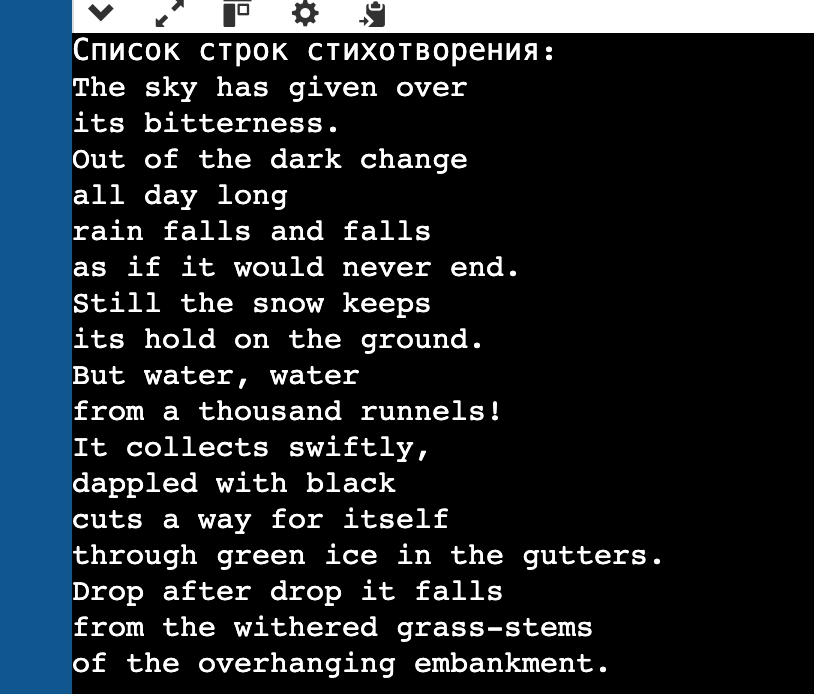 Список строк стихотворения:
The sky has given over
its bitterness.
Out of the dark change
all day long
rain falls and falls
as if it would never end.
Still the snow keeps
its hold on the ground.
But water, water
from a thousand runnels!
It collects swiftly,
dappled with black
cuts a way for itself
through green ice in the gutters.
Drop after drop it falls
from the withered grass-stems
of the overhanging embankment.